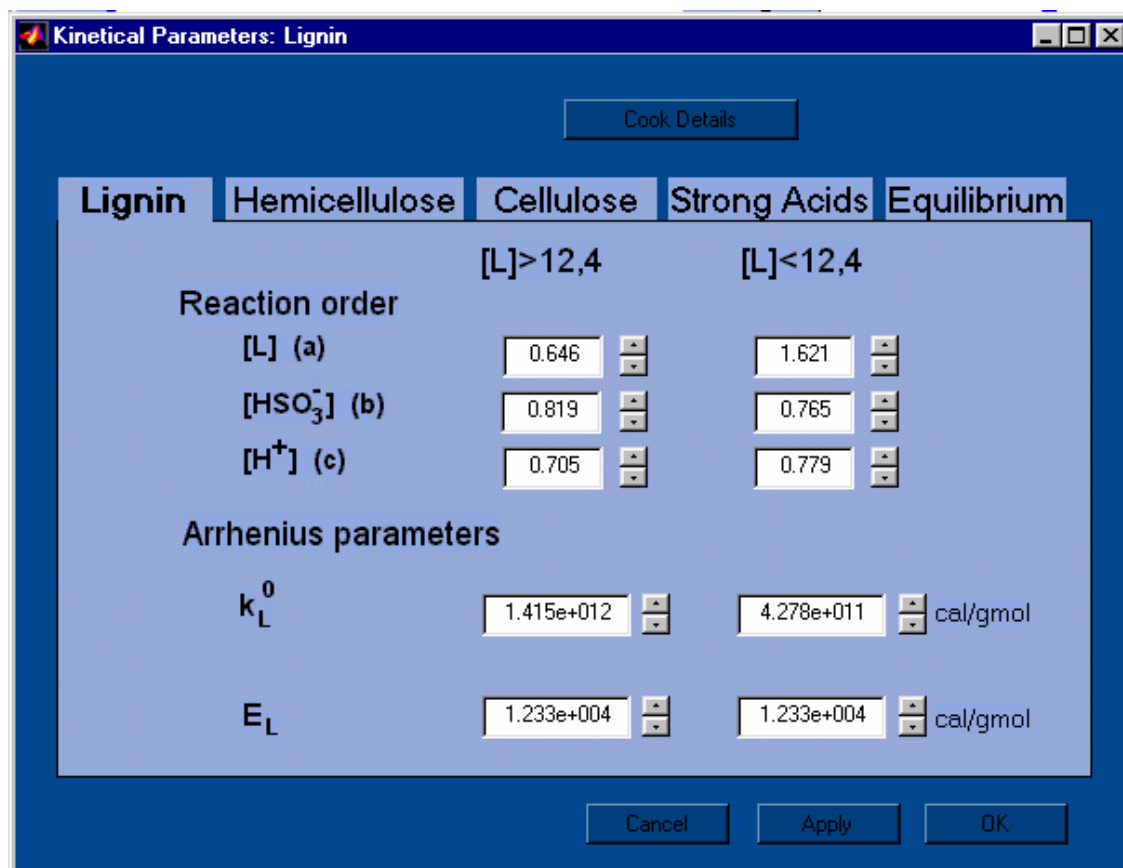 Kinetical Parameters: Lignin
Cook Details
Lignin Hemicellulose Cellulose Strong Acids Equilibrium
[L]>12,4 [L]<12,4
Reaction order
[L] (a) 0.646 1.621
[HSO₃⁻] (b) 0.819 0.765
[H⁺] (c) 0.705 0.779
Arrhenius parameters
k_L⁰ 1.415e+012 4.278e+011 cal/gmol
E_L 1.233e+004 1.233e+004 cal/gmol
Cancel Apply OK